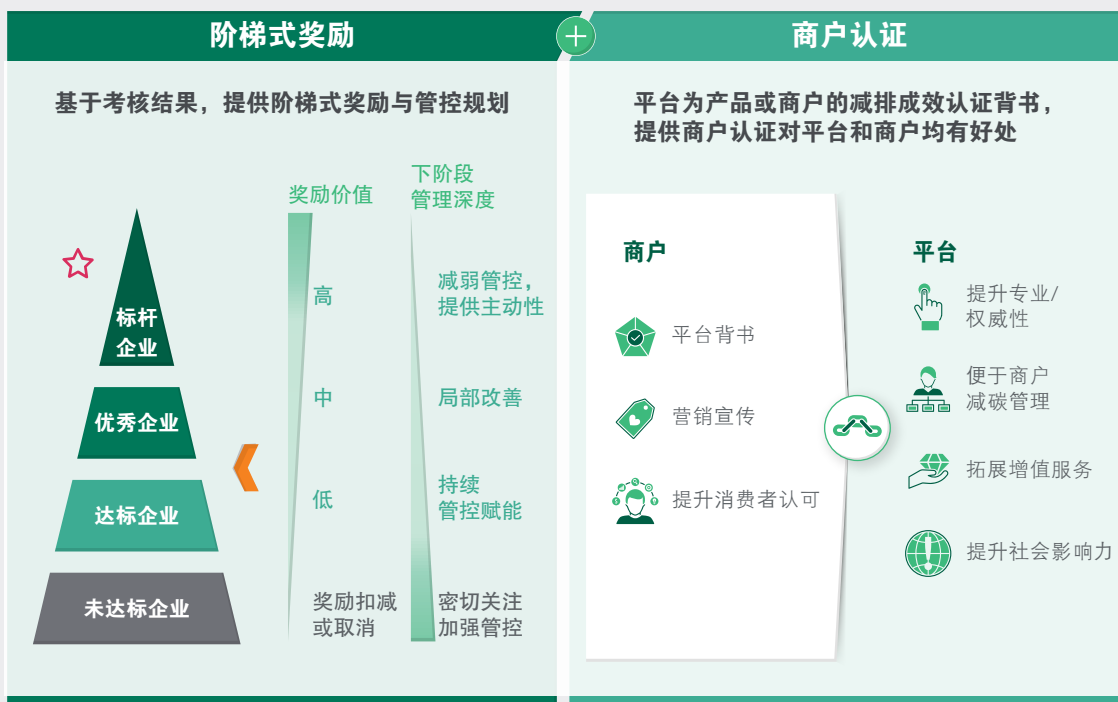 阶梯式奖励
基于考核结果，提供阶梯式奖励与管控规划
奖励价值
下阶段
管理深度
标杆
企业
高
减弱管控，
提供主动性
优秀企业
中
局部改善
达标企业
低
持续
管控赋能
未达标企业
奖励扣减
或取消
密切关注
加强管控
商户认证
平台为产品或商户的减排成效认证背书，
提供商户认证对平台和商户均有好处
商户
平台背书
营销宣传
提升消费者认可
平台
提升专业/
权威性
便于商户
减碳管理
拓展增值服务
提升社会影响力